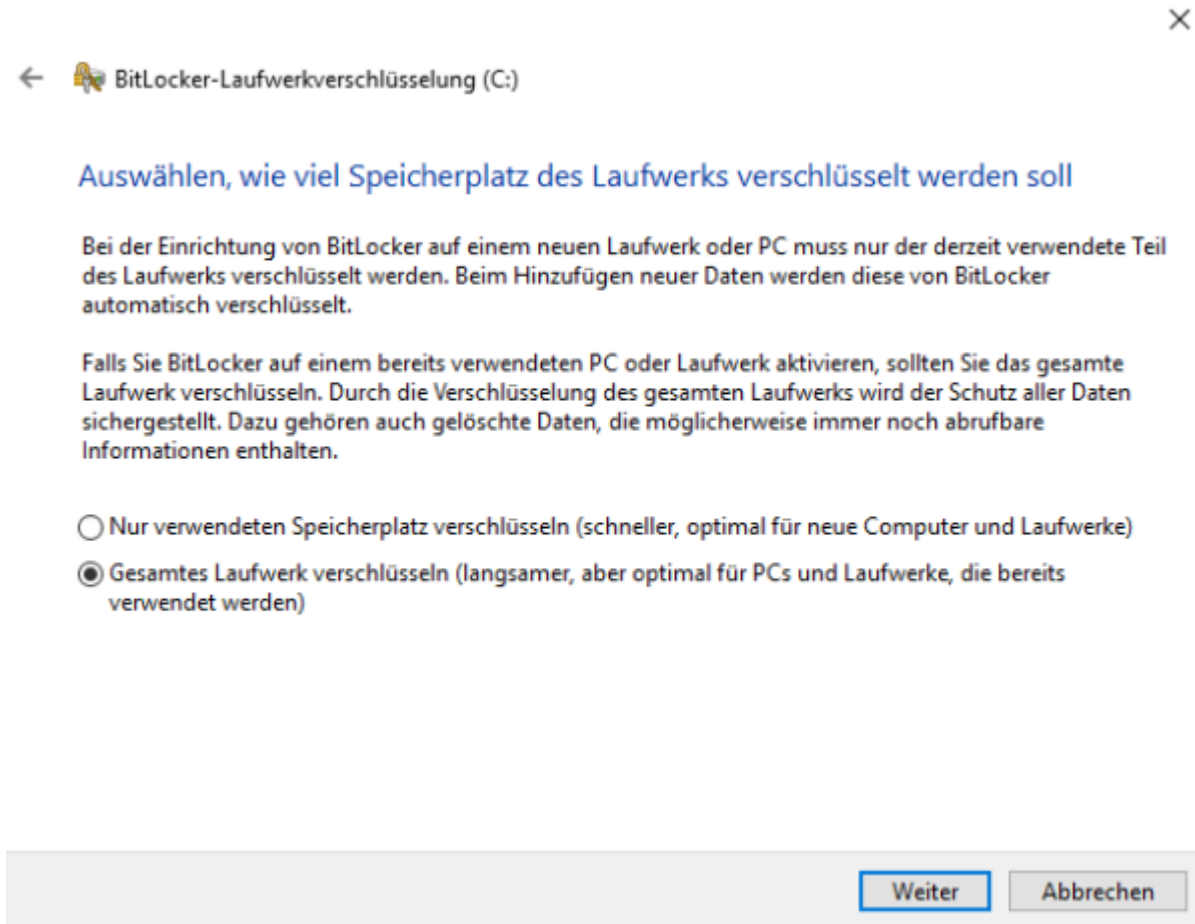 BitLocker-Laufwerkverschlüsselung (C:)
Auswählen, wie viel Speicherplatz des Laufwerks verschlüsselt werden soll
Bei der Einrichtung von BitLocker auf einem neuen Laufwerk oder PC muss nur der derzeit verwendete Teil
des Laufwerks verschlüsselt werden. Beim Hinzufügen neuer Daten werden diese von BitLocker
automatisch verschlüsselt.
Falls Sie BitLocker auf einem bereits verwendeten PC oder Laufwerk aktivieren, sollten Sie das gesamte
Laufwerk verschlüsseln. Durch die Verschlüsselung des gesamten Laufwerks wird der Schutz aller Daten
sichergestellt. Dazu gehören auch gelöschte Daten, die möglicherweise immer noch abrufbare
Informationen enthalten.
Nur verwendeten Speicherplatz verschlüsseln (schneller, optimal für neue Computer und Laufwerke)
Gesamtes Laufwerk verschlüsseln (langsamer, aber optimal für PCs und Laufwerke, die bereits
verwendet werden)
Weiter
Abbrechen